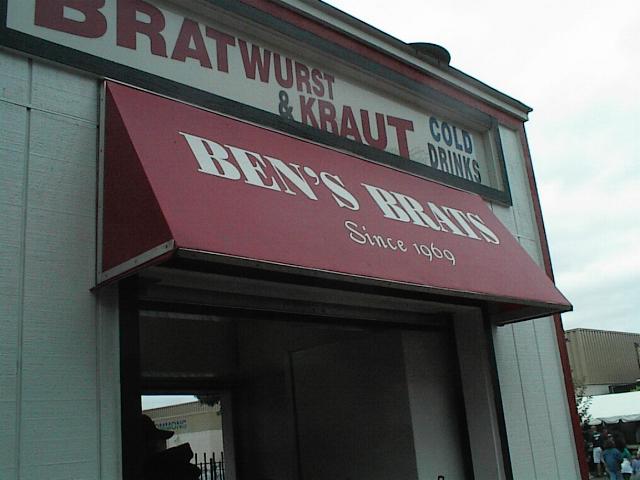 BRATWURST
& KRAUT
COLD
DRINKS
BEN'S BRATS
Since 1969